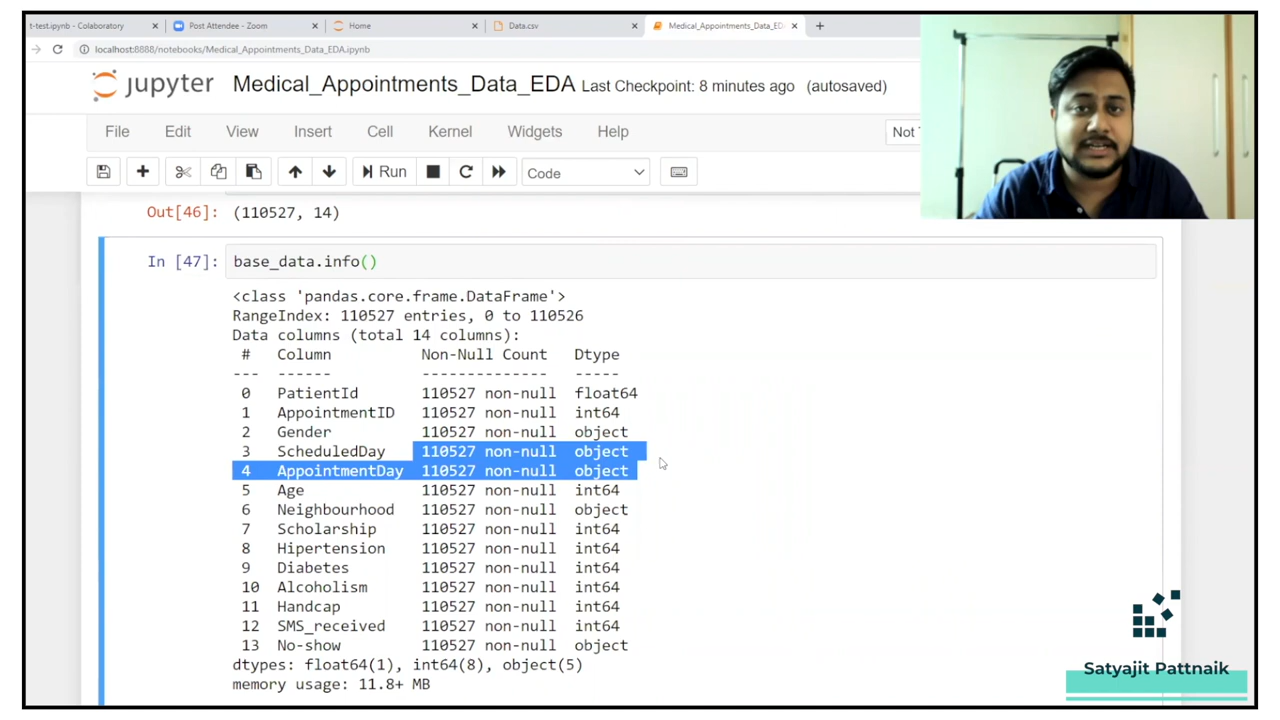 t-test.ipynb - Colaboratory
Post Attendee - Zoom
Home
Data.csv
Medical_Appointments_Data_ED
localhost:8888/notebooks/Medical_Appointments_Data_EDA.ipynb
jupyter Medical_Appointments_Data_EDA Last Checkpoint: 8 minutes ago (autosaved)
File Edit View Insert Cell Kernel Widgets Help Not
Run Code
Out[46]: (110527, 14)
In [47]: base_data.info()
<class 'pandas.core.frame.DataFrame'>
RangeIndex: 110527 entries, 0 to 110526
Data columns (total 14 columns):
# Column Non-Null Count Dtype
--- ------ -------------- -----
0 PatientId 110527 non-null float64
1 AppointmentID 110527 non-null int64
2 Gender 110527 non-null object
3 ScheduledDay 110527 non-null object
4 AppointmentDay 110527 non-null object
5 Age 110527 non-null int64
6 Neighbourhood 110527 non-null object
7 Scholarship 110527 non-null int64
8 Hipertension 110527 non-null int64
9 Diabetes 110527 non-null int64
10 Alcoholism 110527 non-null int64
11 Handcap 110527 non-null int64
12 SMS_received 110527 non-null int64
13 No-show 110527 non-null object
dtypes: float64(1), int64(8), object(5)
memory usage: 11.8+ MB
Satyajit Pattnaik